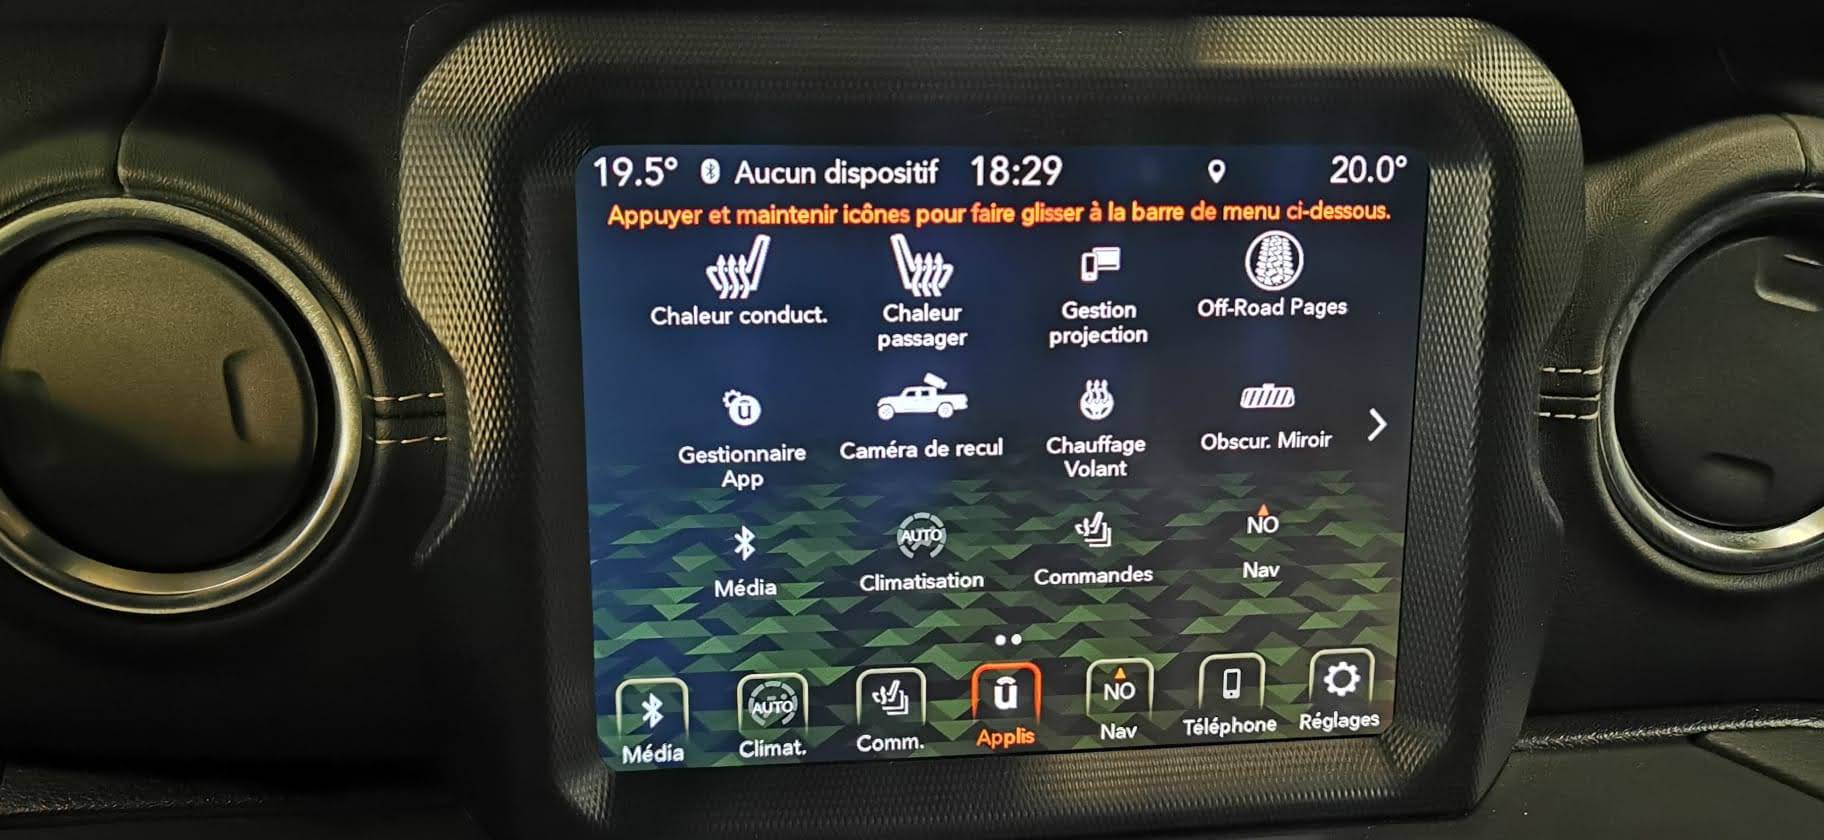 19.5° Aucun dispositif 18:29 20.0°
Appuyer et maintenir icônes pour faire glisser à la barre de menu ci-dessous.
Chaleur conduct.
Chaleur
passager
Gestion
projection
Off-Road Pages
û
Gestionnaire
App
Caméra de recul
Chauffage
Volant
Obscur. Miroir
Média
AUTO
Climatisation
Commandes
NO
Nav
Média
AUTO
Climat.
Comm.
û
Applis
NO
Nav
Téléphone
Réglages